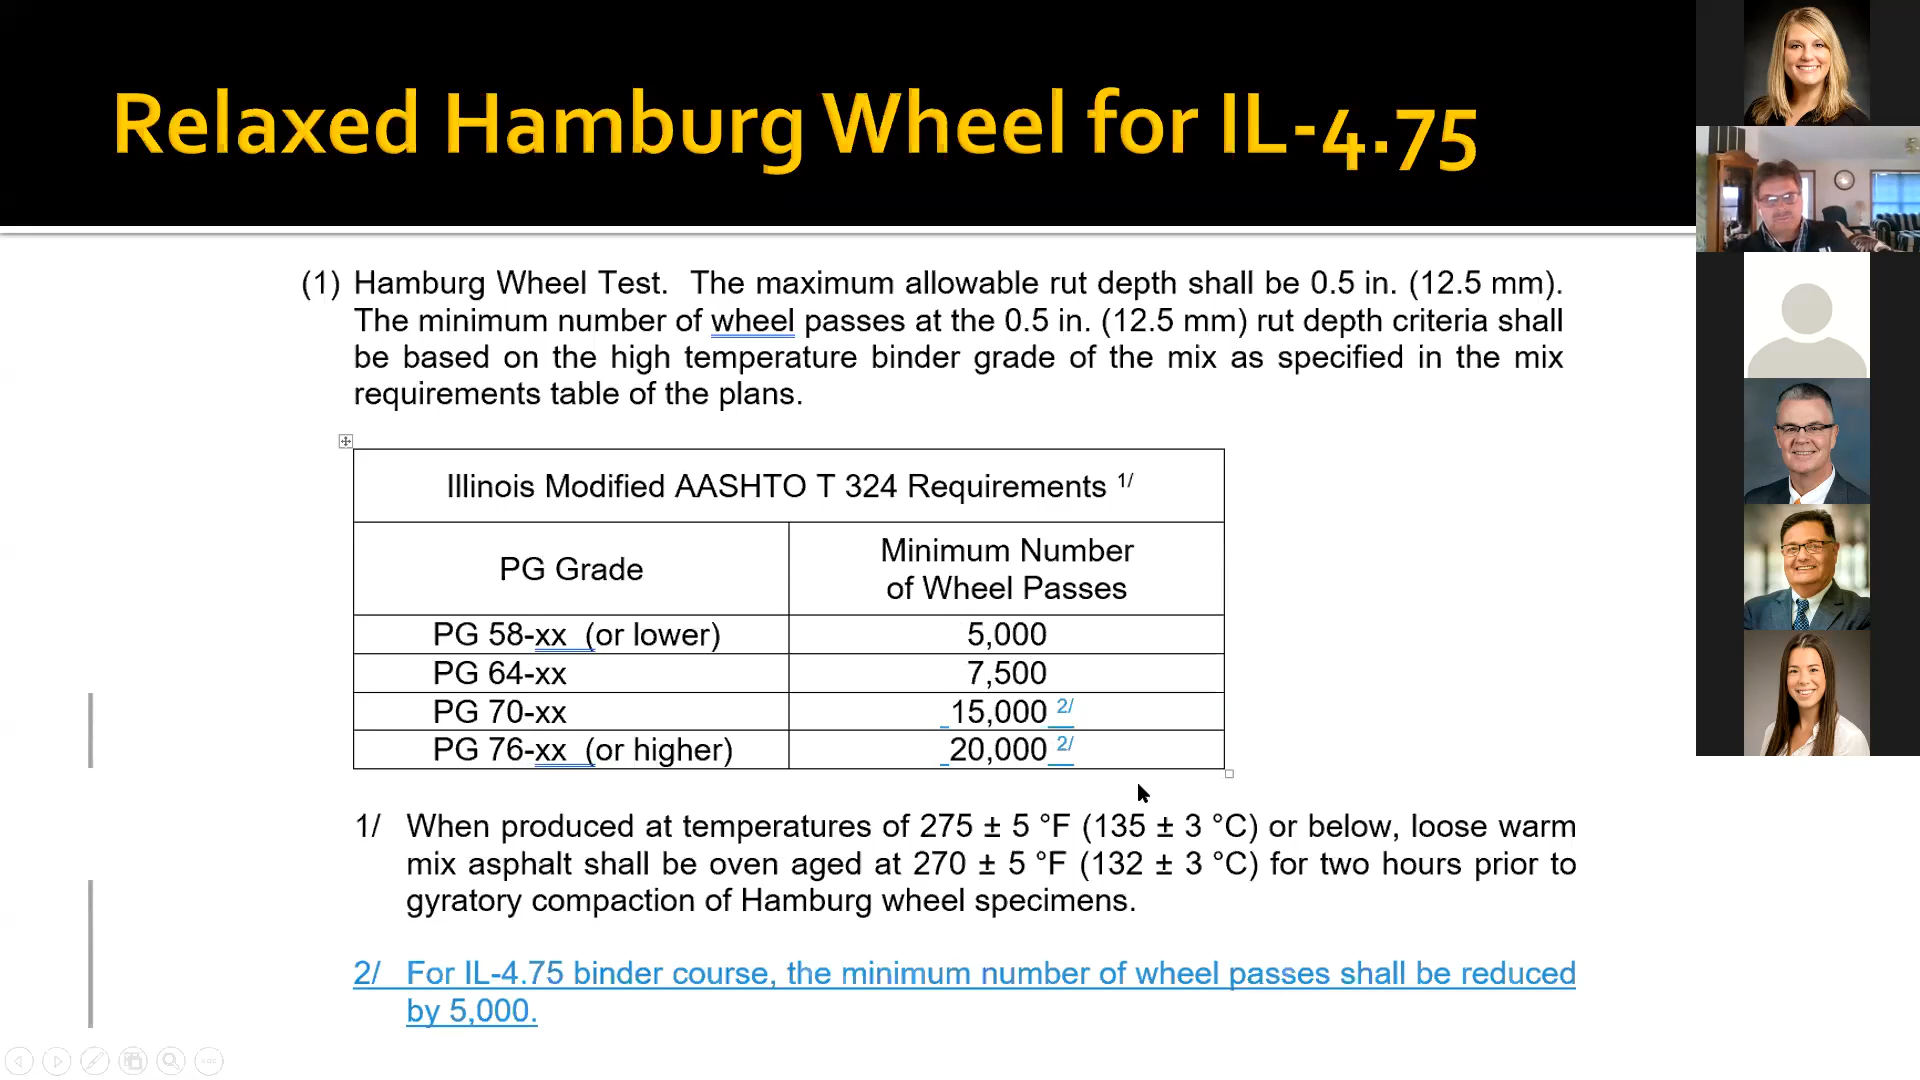 Relaxed Hamburg Wheel for IL-4.75
(1) Hamburg Wheel Test. The maximum allowable rut depth shall be 0.5 in. (12.5 mm).
The minimum number of wheel passes at the 0.5 in. (12.5 mm) rut depth criteria shall
be based on the high temperature binder grade of the mix as specified in the mix
requirements table of the plans.
Illinois Modified AASHTO T 324 Requirements 1/
PG Grade
Minimum Number
of Wheel Passes
PG 58-xx (or lower) 5,000
PG 64-xx 7,500
PG 70-xx 15,000 2/
PG 76-xx (or higher) 20,000 2/
1/ When produced at temperatures of 275 ± 5 °F (135 ± 3 °C) or below, loose warm
mix asphalt shall be oven aged at 270 ± 5 °F (132 ± 3 °C) for two hours prior to
gyratory compaction of Hamburg wheel specimens.
2/ For IL-4.75 binder course, the minimum number of wheel passes shall be reduced
by 5,000.